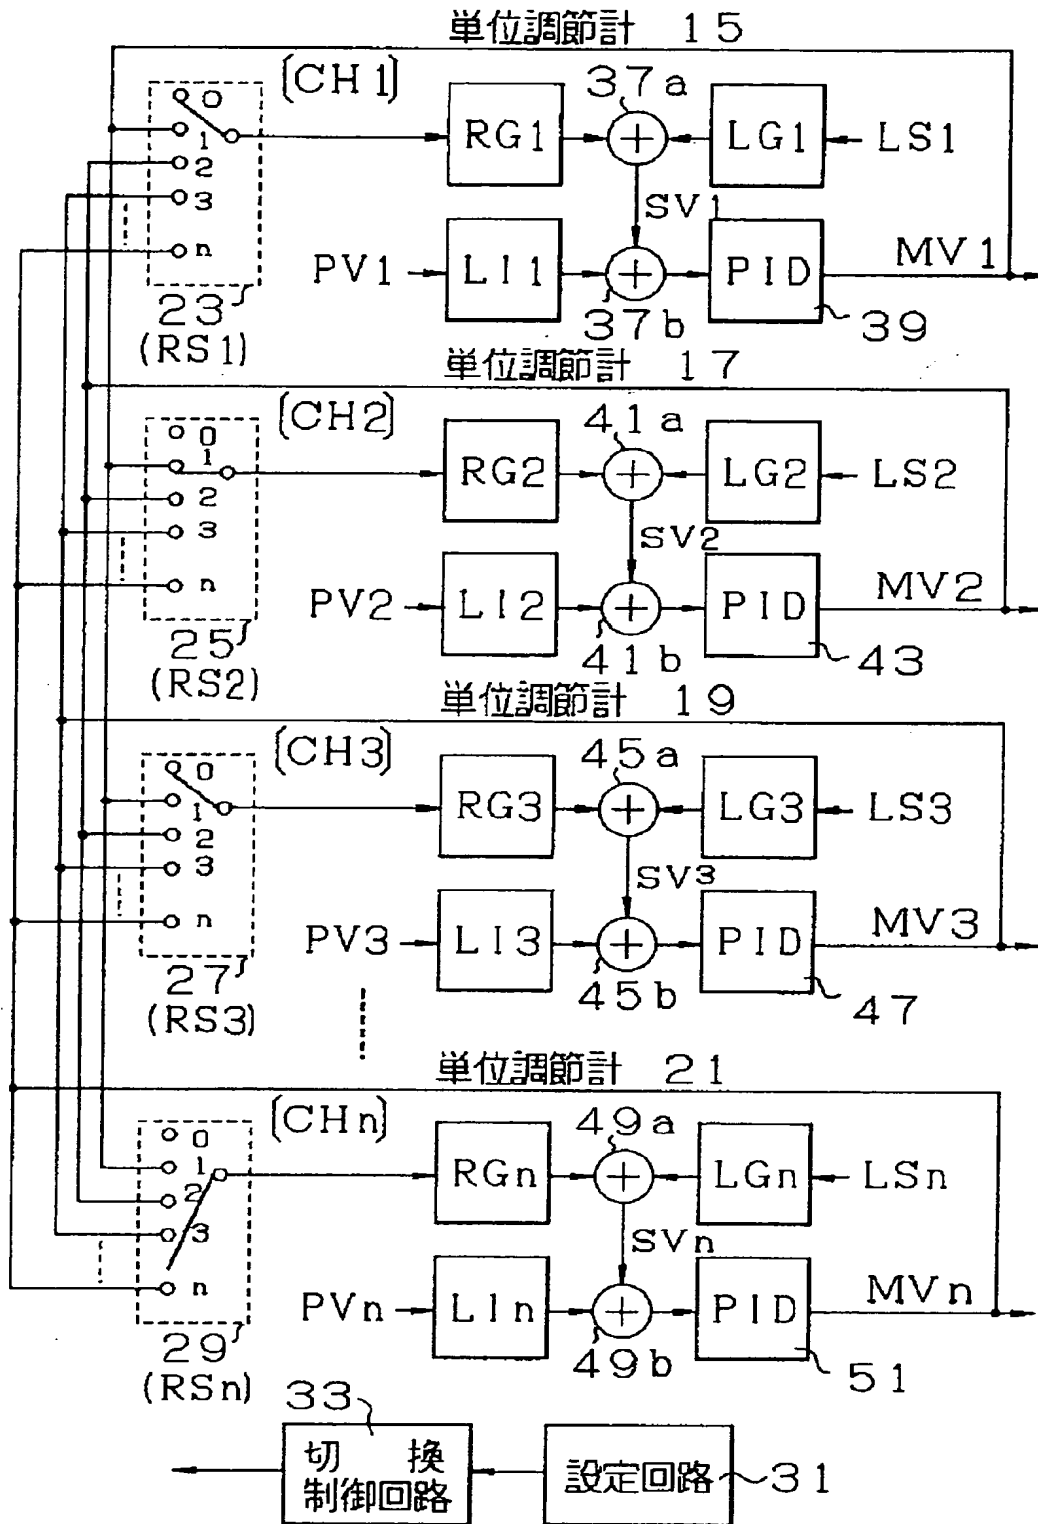 単位調節計 15
[CH1]
0
1
2
3
n
RG1
37a
LG1
LS1
SV1
PV1
LI1
37b
PID
MV1
39
23
(RS1)
単位調節計 17
[CH2]
0
1
2
3
n
RG2
41a
LG2
LS2
SV2
PV2
LI2
41b
PID
MV2
43
25
(RS2)
単位調節計 19
[CH3]
0
1
2
3
n
RG3
45a
LG3
LS3
SV3
PV3
LI3
45b
PID
MV3
47
27
(RS3)
単位調節計 21
[CHn]
0
1
2
3
n
RGn
49a
LGn
LSn
SVn
PVn
LIn
49b
PID
MVn
51
29
(RSn)
33
切 換
制御回路
設定回路
31